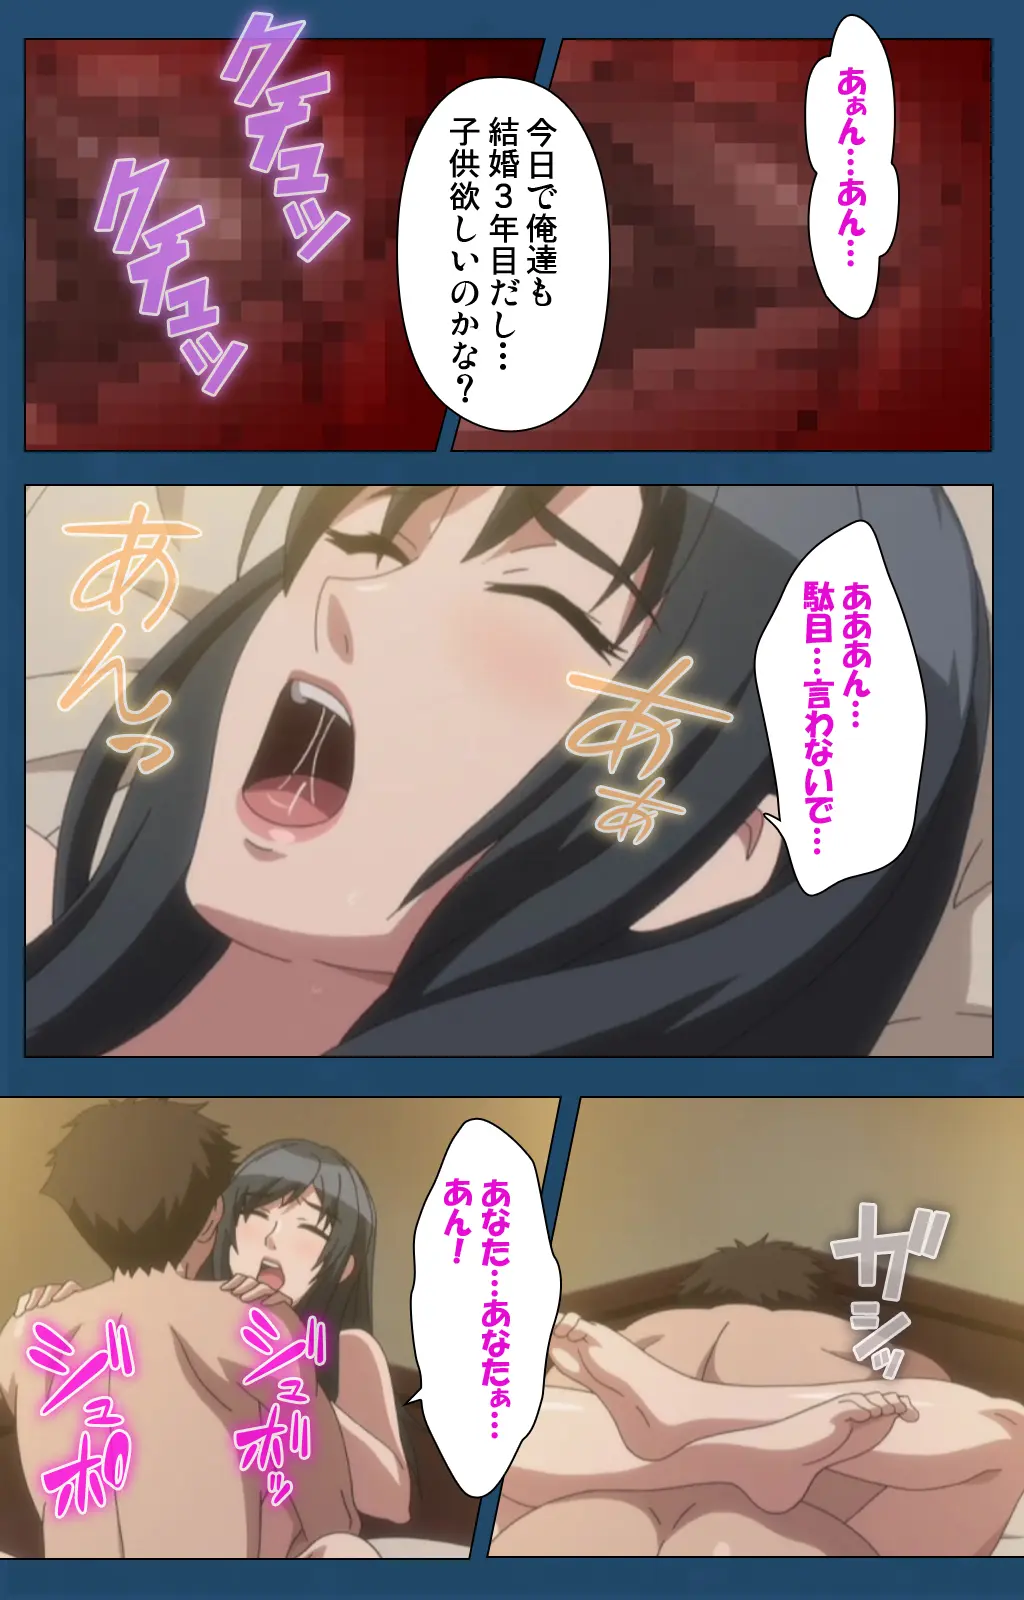 あぁん…あん…
今日で俺達も
結婚３年目だし…
子供欲しいのかな？
クチュッ
クチュッ
あああん…
駄目…言わないで…
あぁ
あんっ
ガシッ
あなた…あなたぁ…
あん！
ジュボッ
ジュポ